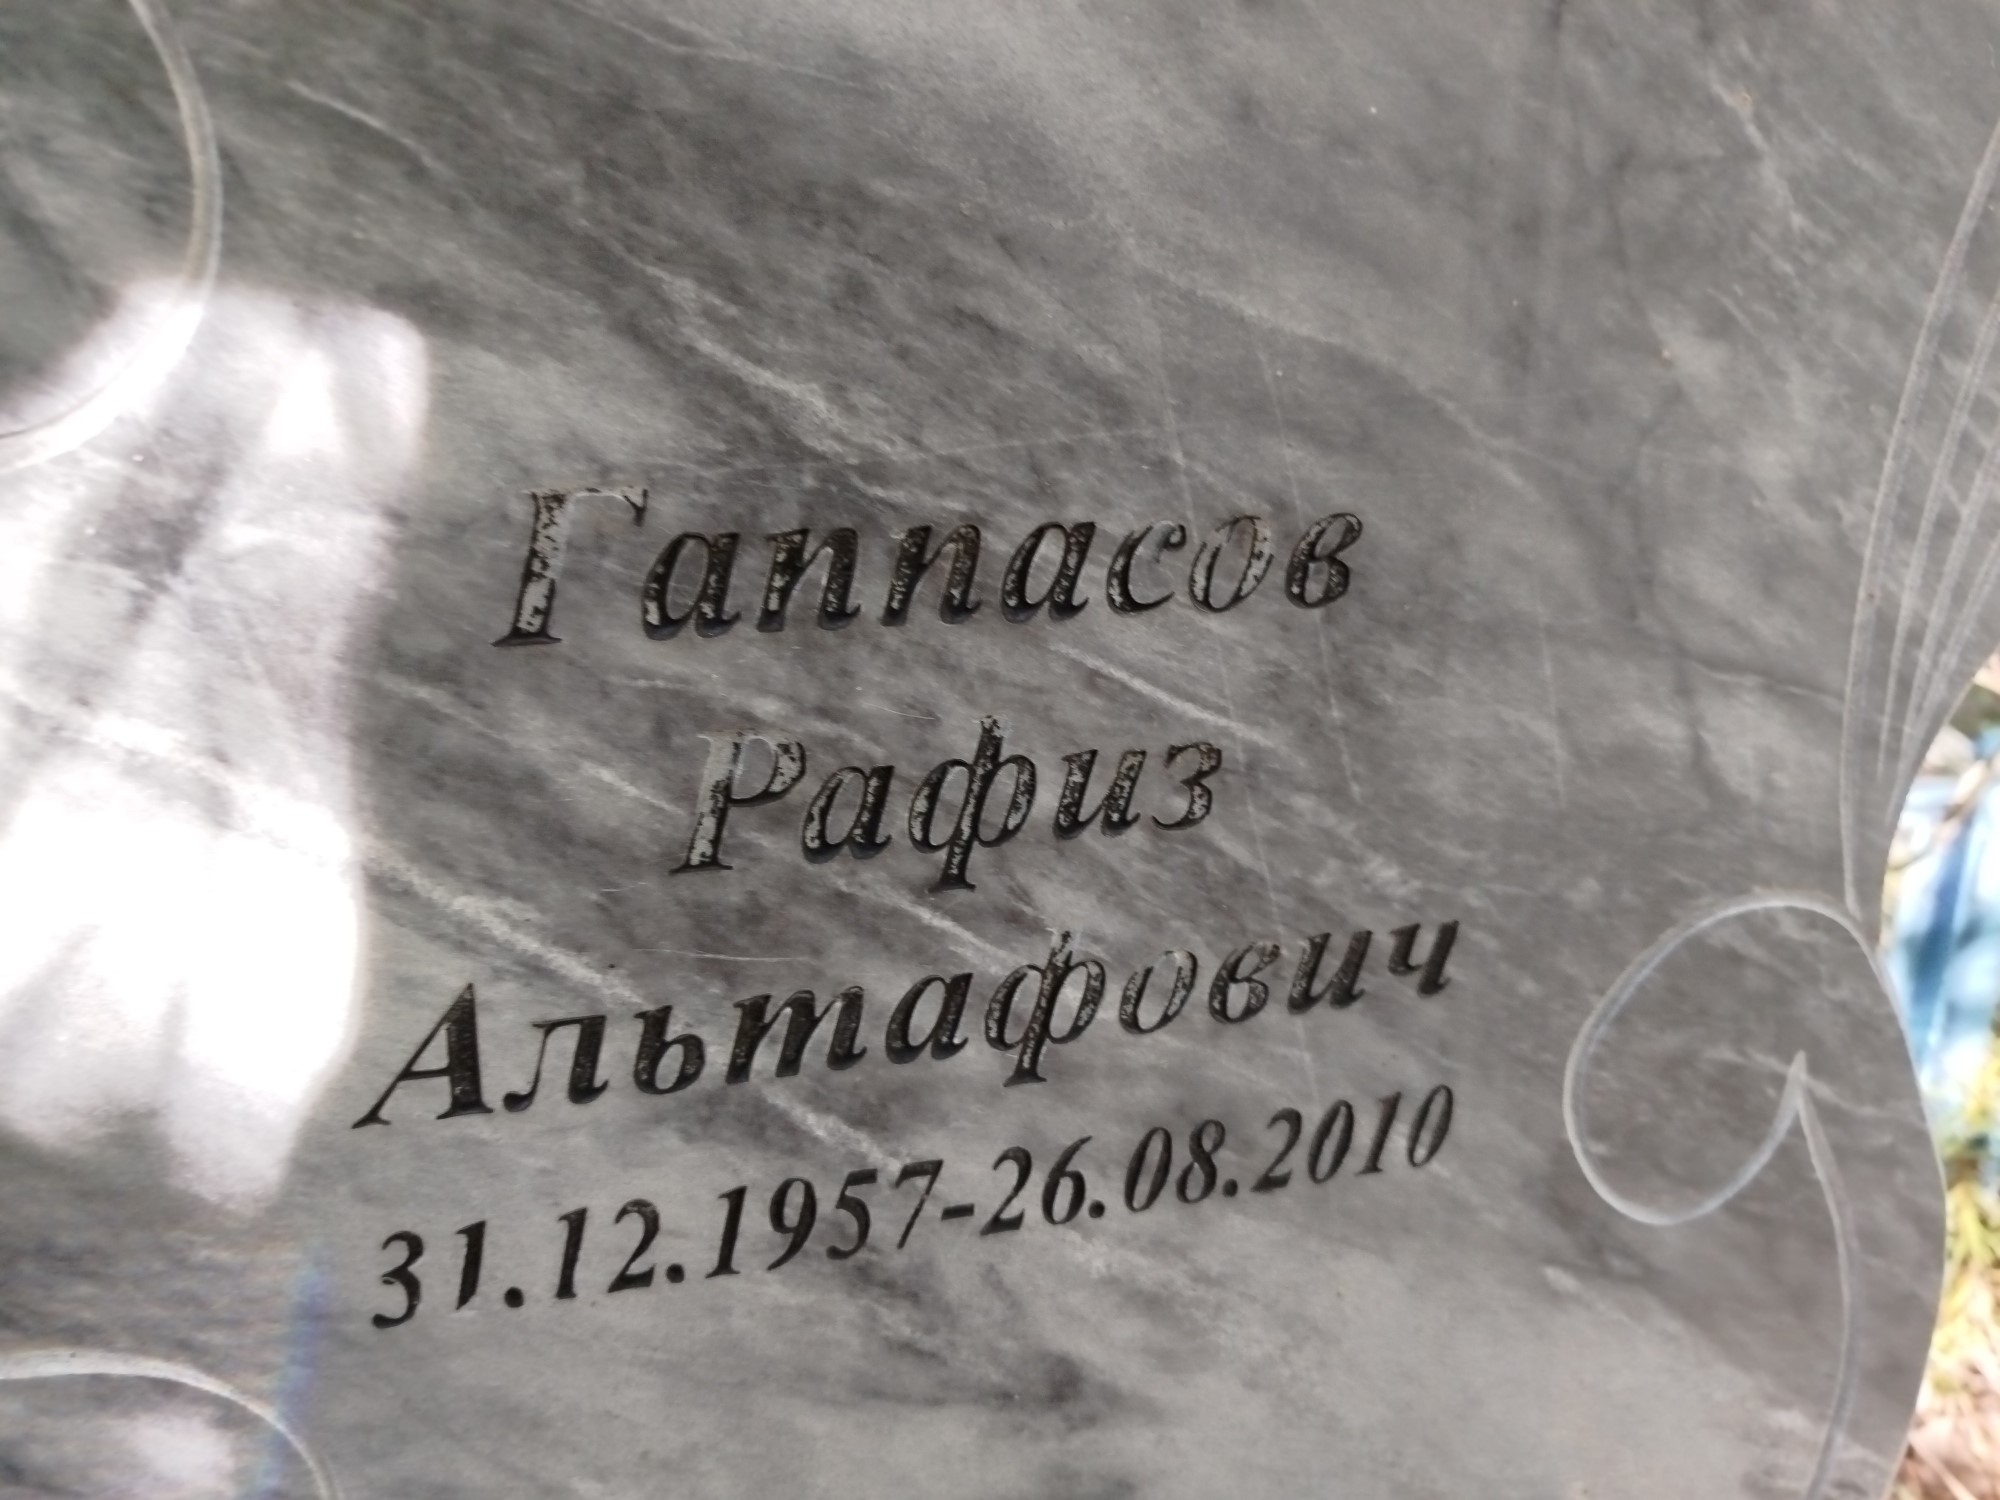 Гаппасов
Рафиз
Альтафович
31.12.1957-26.08.2010